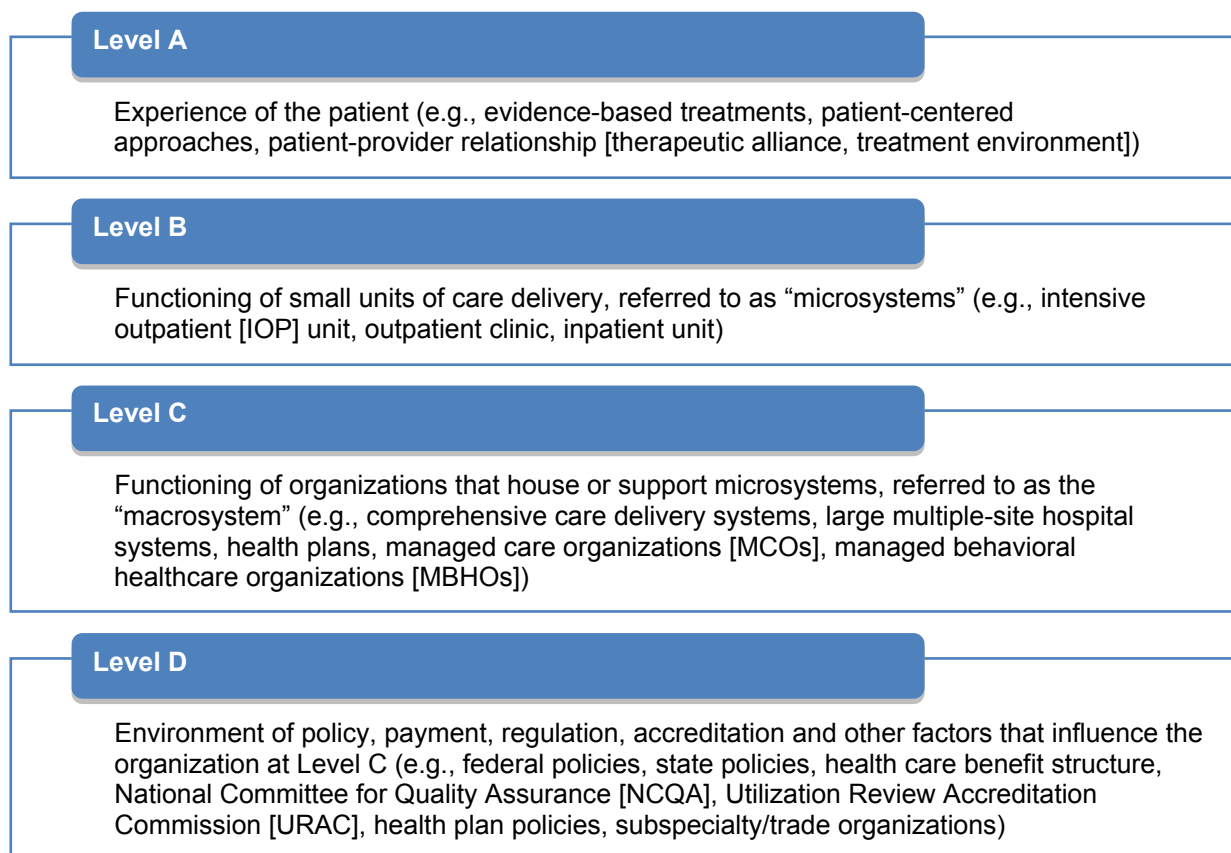 Level A
Experience of the patient (e.g., evidence-based treatments, patient-centered
approaches, patient-provider relationship [therapeutic alliance, treatment environment])
Level B
Functioning of small units of care delivery, referred to as “microsystems” (e.g., intensive
outpatient [IOP] unit, outpatient clinic, inpatient unit)
Level C
Functioning of organizations that house or support microsystems, referred to as the
“macrosystem” (e.g., comprehensive care delivery systems, large multiple-site hospital
systems, health plans, managed care organizations [MCOs], managed behavioral
healthcare organizations [MBHOs])
Level D
Environment of policy, payment, regulation, accreditation and other factors that influence the
organization at Level C (e.g., federal policies, state policies, health care benefit structure,
National Committee for Quality Assurance [NCQA], Utilization Review Accreditation
Commission [URAC], health plan policies, subspecialty/trade organizations)